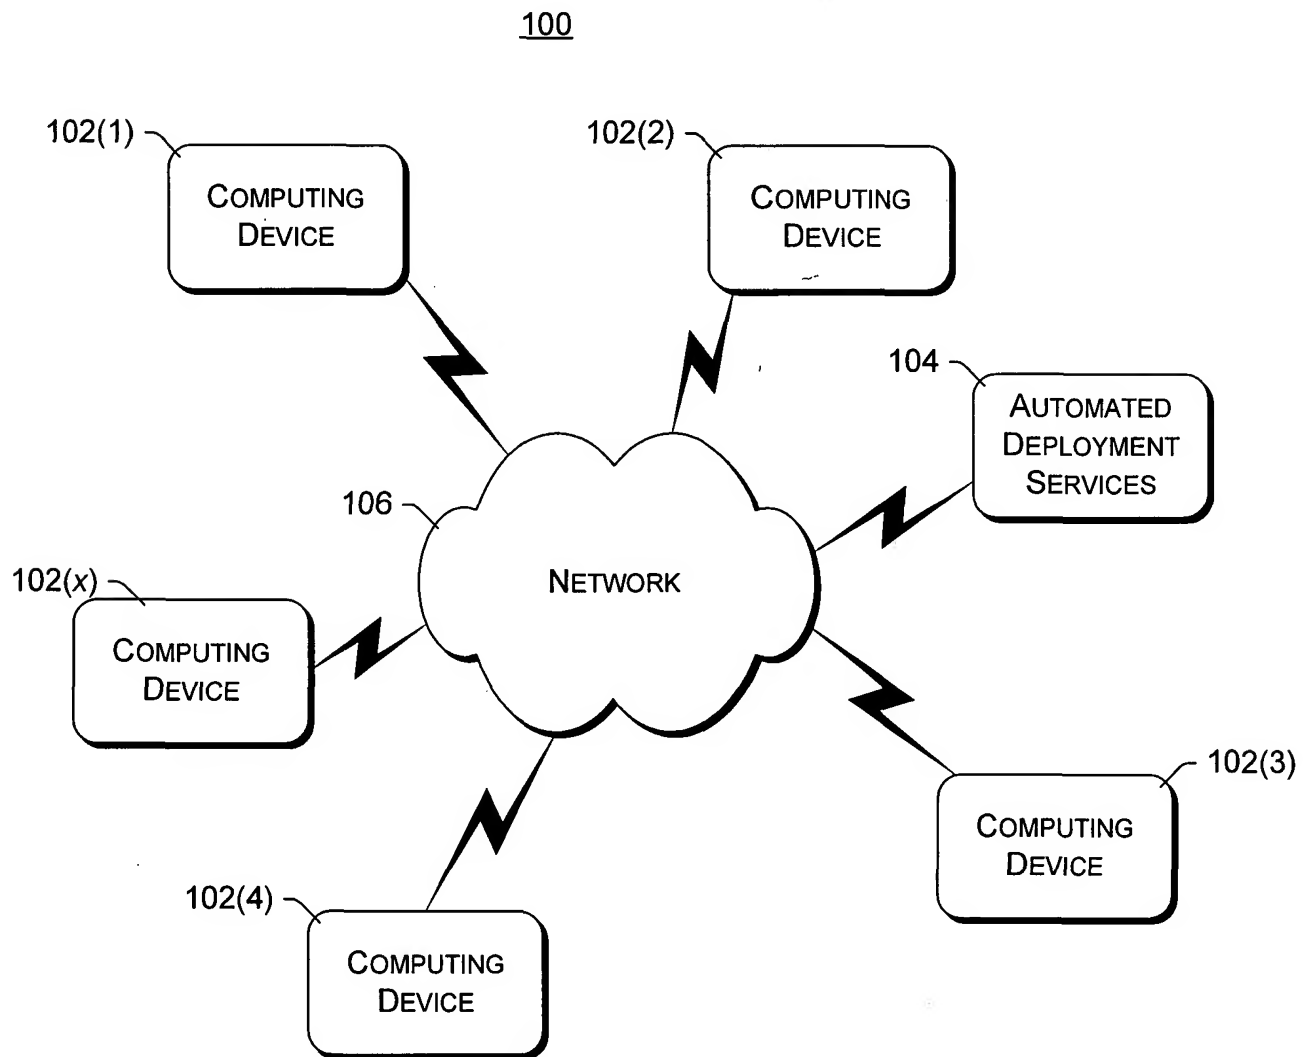 100
102(1)
COMPUTING
DEVICE
102(2)
COMPUTING
DEVICE
104
AUTOMATED
DEPLOYMENT
SERVICES
106
NETWORK
102(x)
COMPUTING
DEVICE
102(3)
COMPUTING
DEVICE
102(4)
COMPUTING
DEVICE